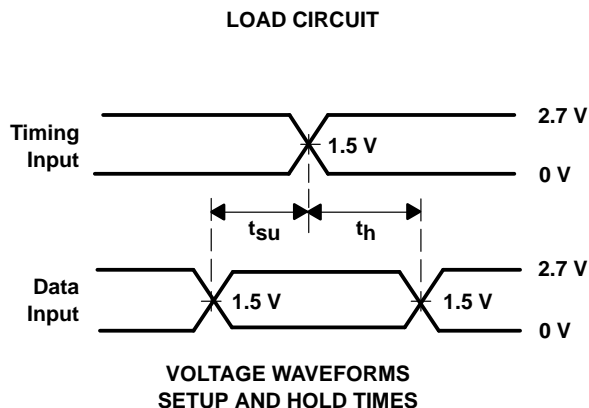 LOAD CIRCUIT
Timing
Input
2.7 V
1.5 V
0 V
tsu
th
Data
Input
2.7 V
1.5 V
1.5 V
0 V
VOLTAGE WAVEFORMS
SETUP AND HOLD TIMES